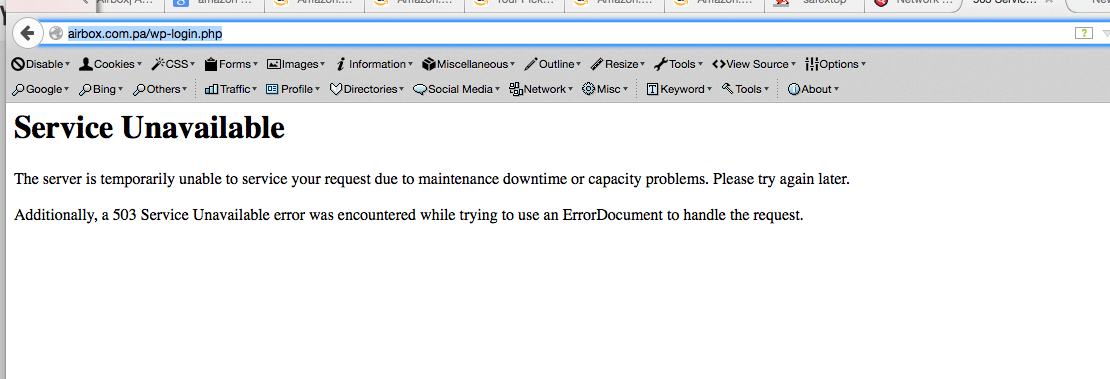 Airbox| A...
amazon
Amazon....
Amazon....
Your Pick...
Amazon....
Amazon....
sarextop
Network
503 Servic...
New
airbox.com.pa/wp-login.php
?
Disable Cookies CSS Forms Images Information Miscellaneous Outline Resize Tools View Source Options
Google Bing Others Traffic Profile Directories Social Media Network Misc Keyword Tools About
Service Unavailable
The server is temporarily unable to service your request due to maintenance downtime or capacity problems. Please try again later.
Additionally, a 503 Service Unavailable error was encountered while trying to use an ErrorDocument to handle the request.